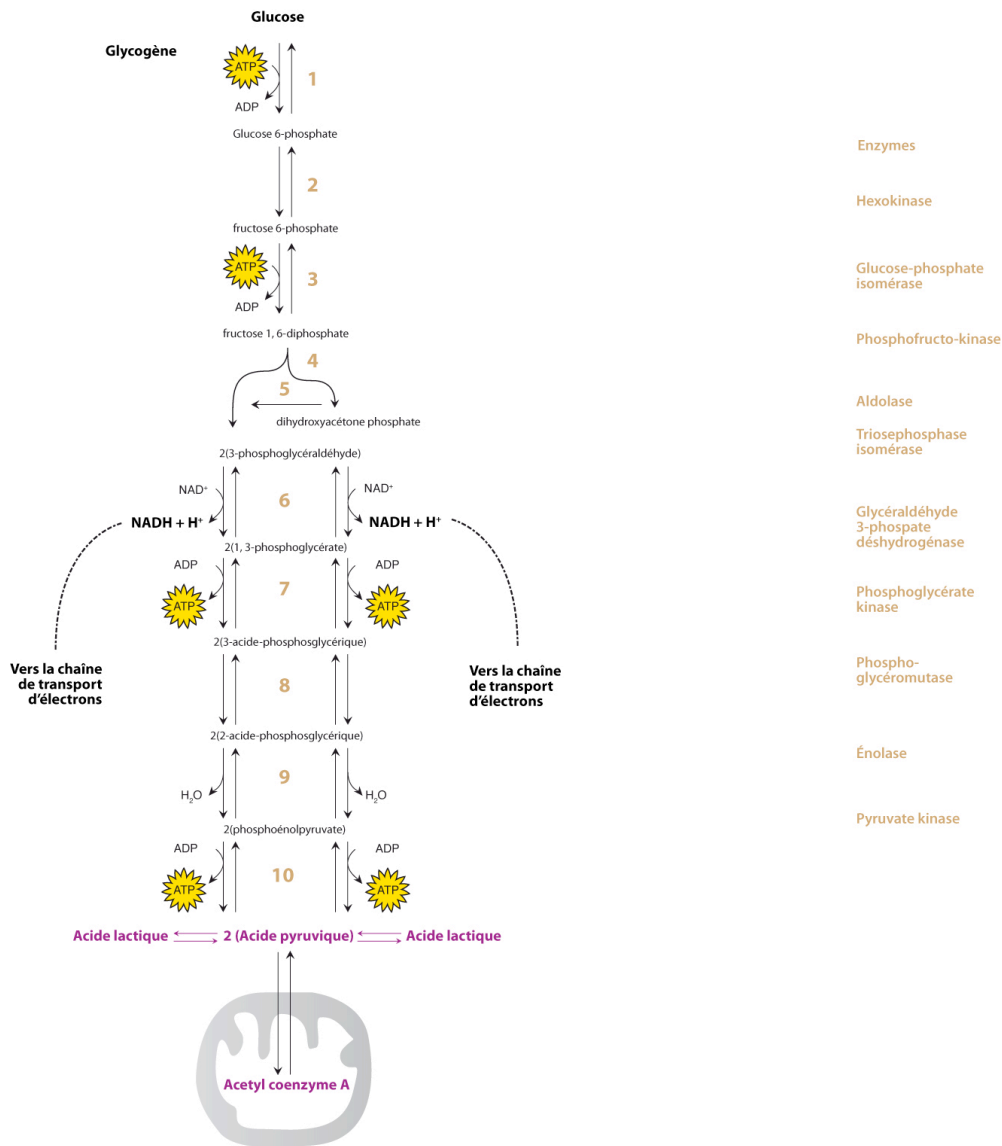 Glucose
Glycogène
ATP
1
ADP
Glucose 6-phosphate
2
fructose 6-phosphate
ATP
3
ADP
fructose 1, 6-diphosphate
4
5
dihydroxyacétone phosphate
2(3-phosphoglycéraldéhyde)
NAD⁺
6
NAD⁺
NADH + H⁺
NADH + H⁺
2(1, 3-phosphoglycérate)
ADP
7
ADP
ATP
ATP
2(3-acide-phosphosglycérique)
Vers la chaîne
de transport
d'électrons
8
Vers la chaîne
de transport
d'électrons
2(2-acide-phosphosglycérique)
9
H₂O
H₂O
2(phosphoénolpyruvate)
ADP
10
ADP
ATP
ATP
Acide lactique
2 (Acide pyruvique)
Acide lactique
Acetyl coenzyme A
Enzymes
Hexokinase
Glucose-phosphate
isomérase
Phosphofructo-kinase
Aldolase
Triosephosphase
isomérase
Glycéraldéhyde
3-phospate
déshydrogénase
Phosphoglycérate
kinase
Phospho-
glycéromutase
Énolase
Pyruvate kinase